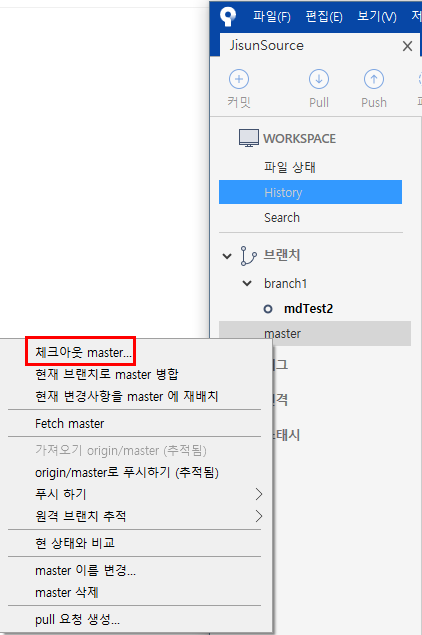 파일(F) 편집(E) 보기(V)
JisunSource
커밋 Pull Push
WORKSPACE
파일 상태
History
Search
브랜치
branch1
mdTest2
master
체크아웃 master...
현재 브랜치로 master 병합
현재 변경사항을 master 에 재배치
Fetch master
가져오기 origin/master (추적됨)
origin/master로 푸시하기 (추적됨)
푸시 하기
원격 브랜치 추적
현 상태와 비교
master 이름 변경...
master 삭제
pull 요청 생성...